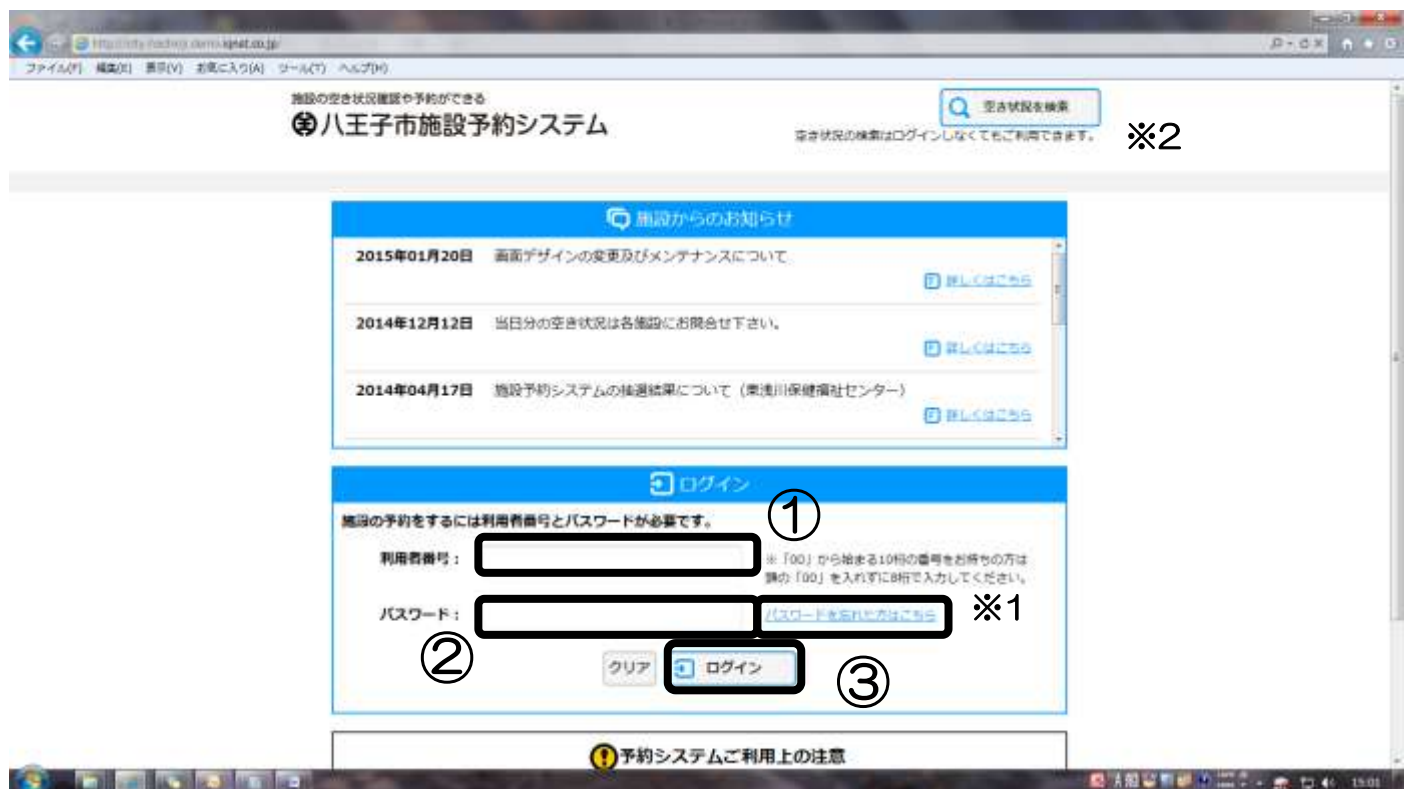 ファイル(F) 編集(E) 表示(V) お気に入り(A) ツール(T) ヘルプ(H)
施設の空き状況確認や予約ができる
八王子市施設予約システム
空き状況を検索
空き状況の検索はログインしなくてもご利用できます。
※2
施設からのお知らせ
2015年01月20日 画面デザインの変更及びメンテナンスについて
詳しくはこちら
2014年12月12日 当日分の空き状況は各施設にお問合せ下さい。
詳しくはこちら
2014年04月17日 施設予約システムの抽選結果について（東浅川保健福祉センター）
詳しくはこちら
ログイン
①
施設の予約をするには利用者番号とパスワードが必要です。
利用者番号：
※「00」から始まる10桁の番号をお持ちの方は
頭の「00」を入れずに8桁で入力してください。
パスワード：
パスワードを忘れた方はこちら
※1
②
クリア
ログイン
③
予約システムご利用上の注意
15:01